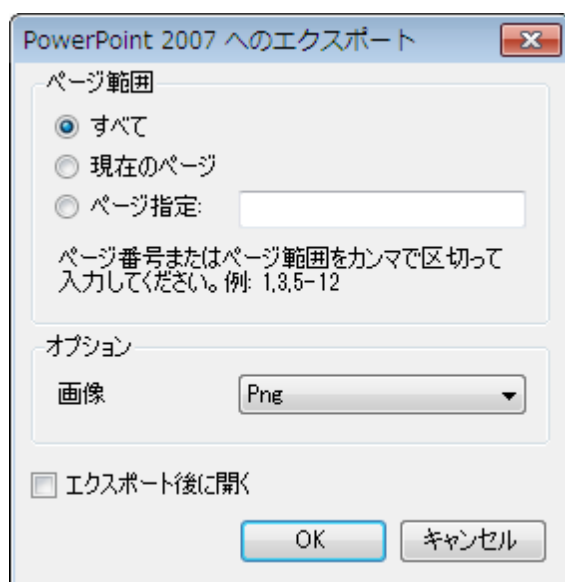 PowerPoint 2007 へのエクスポート
ページ範囲
すべて
現在のページ
ページ指定:
ページ番号またはページ範囲をカンマで区切って
入力してください。例: 1,3,5-12
オプション
画像 Png
エクスポート後に開く
OK キャンセル